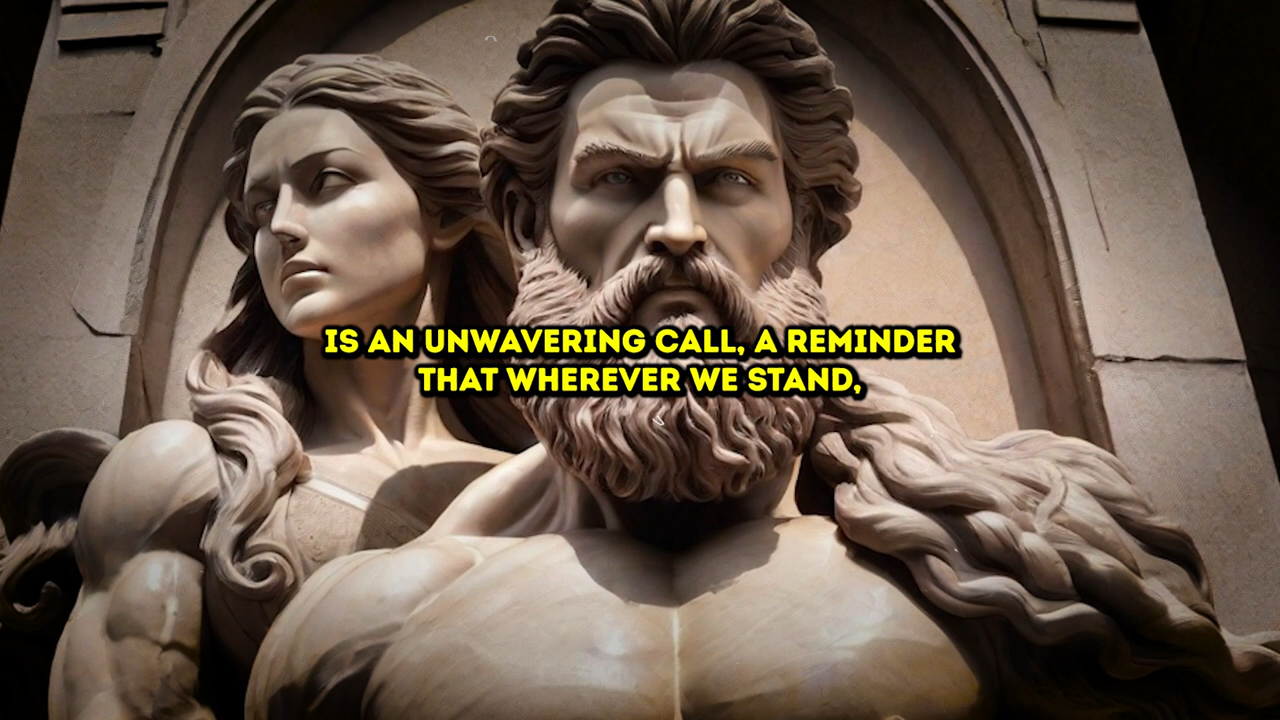 IS AN UNWAVERING CALL, A REMINDER
THAT WHEREVER WE STAND,